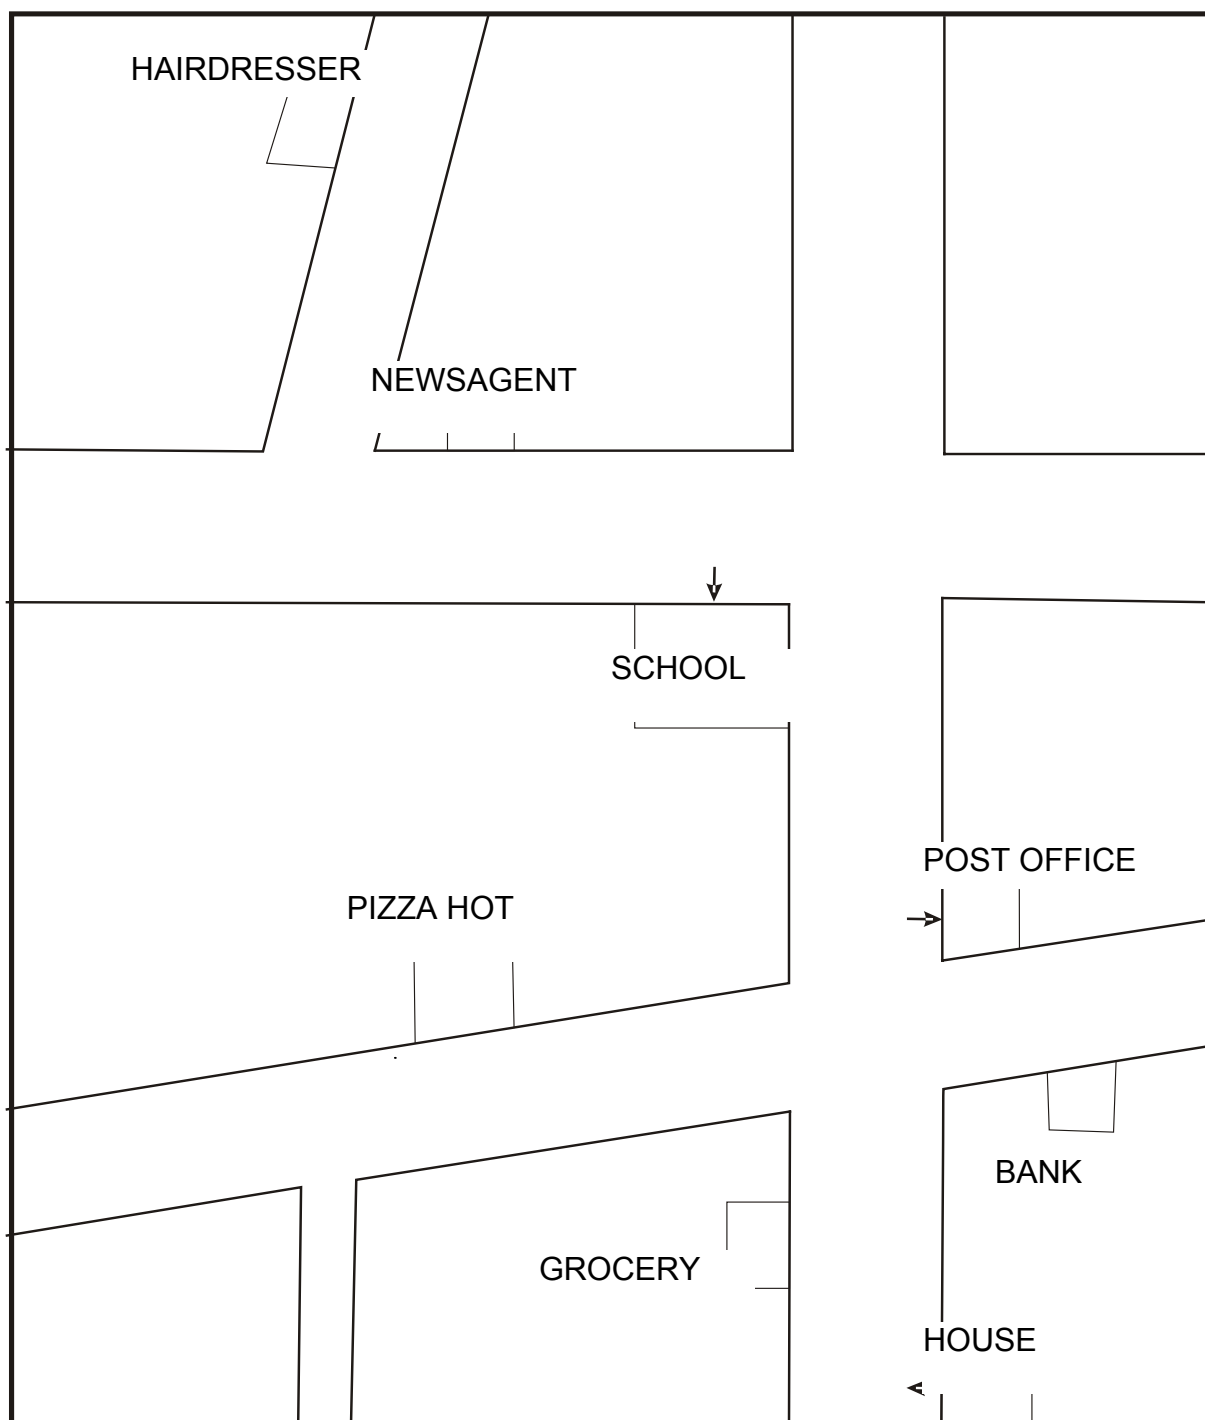 HAIRDRESSER
NEWSAGENT
SCHOOL
POST OFFICE
PIZZA HOT
BANK
GROCERY
HOUSE